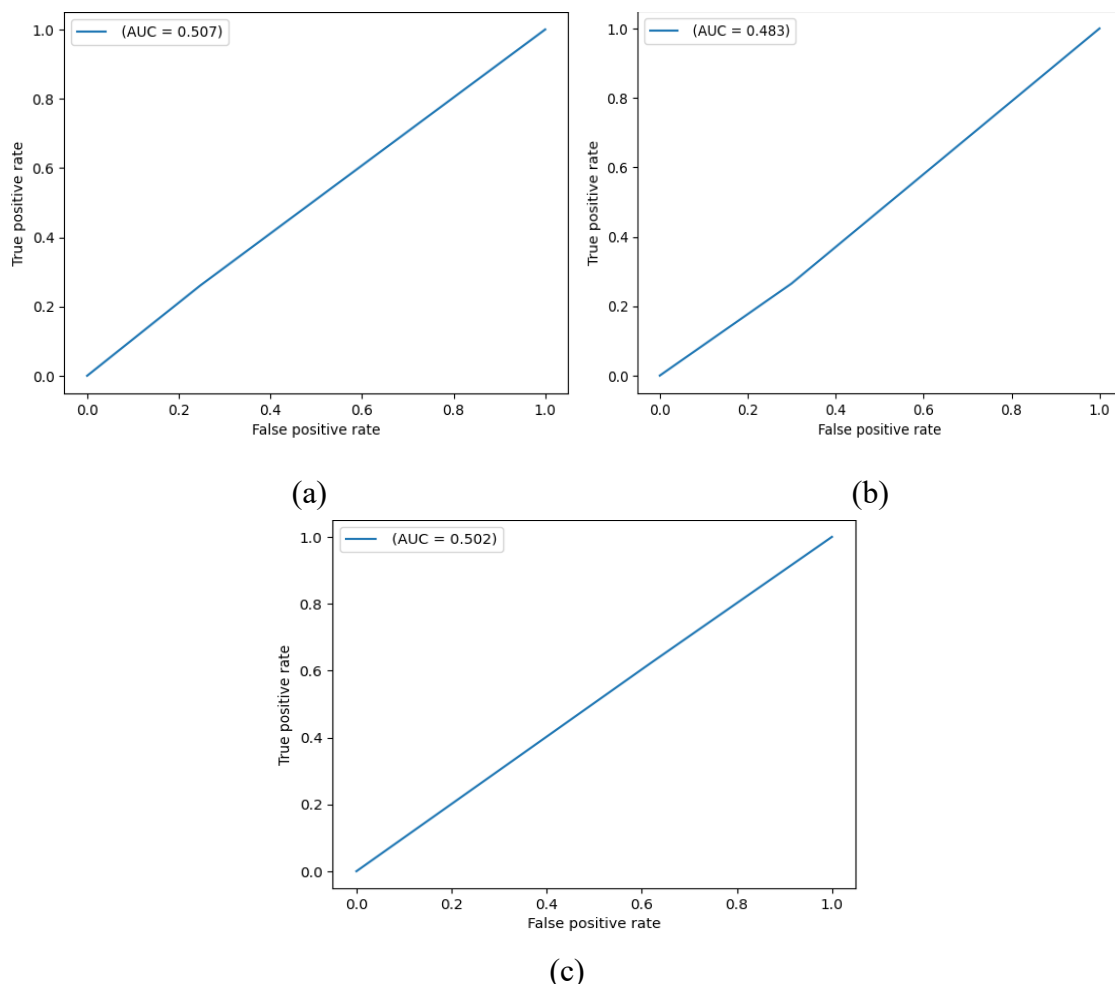 (AUC = 0.507)
1.0
0.8
0.6
0.4
0.2
0.0
True positive rate
0.0 0.2 0.4 0.6 0.8 1.0
False positive rate
(a)
(AUC = 0.483)
1.0
0.8
0.6
0.4
0.2
0.0
True positive rate
0.0 0.2 0.4 0.6 0.8 1.0
False positive rate
(b)
(AUC = 0.502)
1.0
0.8
0.6
0.4
0.2
0.0
True positive rate
0.0 0.2 0.4 0.6 0.8 1.0
False positive rate
(c)